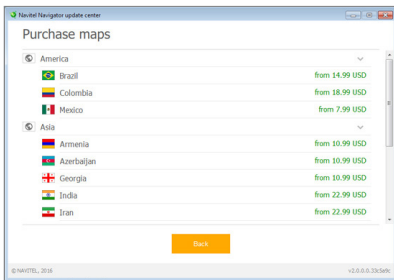 Navitel Navigator update center
Purchase maps
America
Brazil from 14.99 USD
Colombia from 18.99 USD
Mexico from 7.99 USD
Asia
Armenia from 10.99 USD
Azerbaijan from 10.99 USD
Georgia from 10.99 USD
India from 22.99 USD
Iran from 22.99 USD
Back
© NAVITEL, 2016